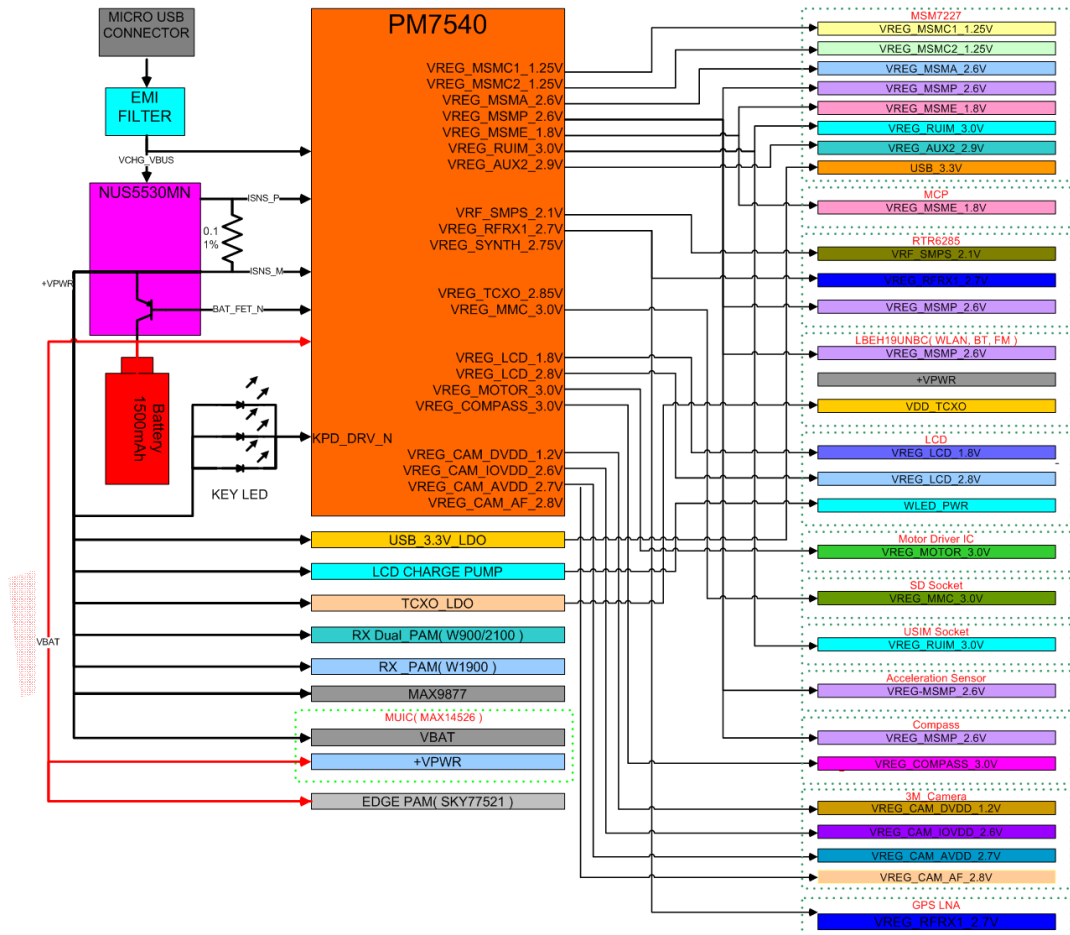 MICRO USB
CONNECTOR
EMI
FILTER
VCHG_VBUS
NUS5530MN
ISNS_P
0.1
1%
ISNS_M
+VPWR
BAT_FET_N
Battery
1500mAh
KEY LED
VBAT
PM7540
VREG_MSMC1_1.25V
VREG_MSMC2_1.25V
VREG_MSMA_2.6V
VREG_MSMP_2.6V
VREG_MSME_1.8V
VREG_RUIM_3.0V
VREG_AUX2_2.9V
VRF_SMPS_2.1V
VREG_RFRX1_2.7V
VREG_SYNTH_2.75V
VREG_TCXO_2.85V
VREG_MMC_3.0V
VREG_LCD_1.8V
VREG_LCD_2.8V
VREG_MOTOR_3.0V
VREG_COMPASS_3.0V
KPD_DRV_N
VREG_CAM_DVDD_1.2V
VREG_CAM_IOVDD_2.6V
VREG_CAM_AVDD_2.7V
VREG_CAM_AF_2.8V
USB_3.3V_LDO
LCD CHARGE PUMP
TCXO_LDO
RX Dual_PAM( W900/2100 )
RX _PAM( W1900 )
MAX9877
MUIC( MAX14526 )
VBAT
+VPWR
EDGE PAM( SKY77521 )
MSM7227
VREG_MSMC1_1.25V
VREG_MSMC2_1.25V
VREG_MSMA_2.6V
VREG_MSMP_2.6V
VREG_MSME_1.8V
VREG_RUIM_3.0V
VREG_AUX2_2.9V
USB_3.3V
MCP
VREG_MSME_1.8V
RTR6285
VRF_SMPS_2.1V
VREG_RFRX1_2.7V
VREG_MSMP_2.6V
LBEH19UNBC( WLAN, BT, FM )
VREG_MSMP_2.6V
+VPWR
VDD_TCXO
LCD
VREG_LCD_1.8V
VREG_LCD_2.8V
WLED_PWR
Motor Driver IC
VREG_MOTOR_3.0V
SD Socket
VREG_MMC_3.0V
USIM Socket
VREG_RUIM_3.0V
Acceleration Sensor
VREG-MSMP_2.6V
Compass
VREG_MSMP_2.6V
VREG_COMPASS_3.0V
3M_Camera
VREG_CAM_DVDD_1.2V
VREG_CAM_IOVDD_2.6V
VREG_CAM_AVDD_2.7V
VREG_CAM_AF_2.8V
GPS LNA
VREG_RFRX1_2.7V